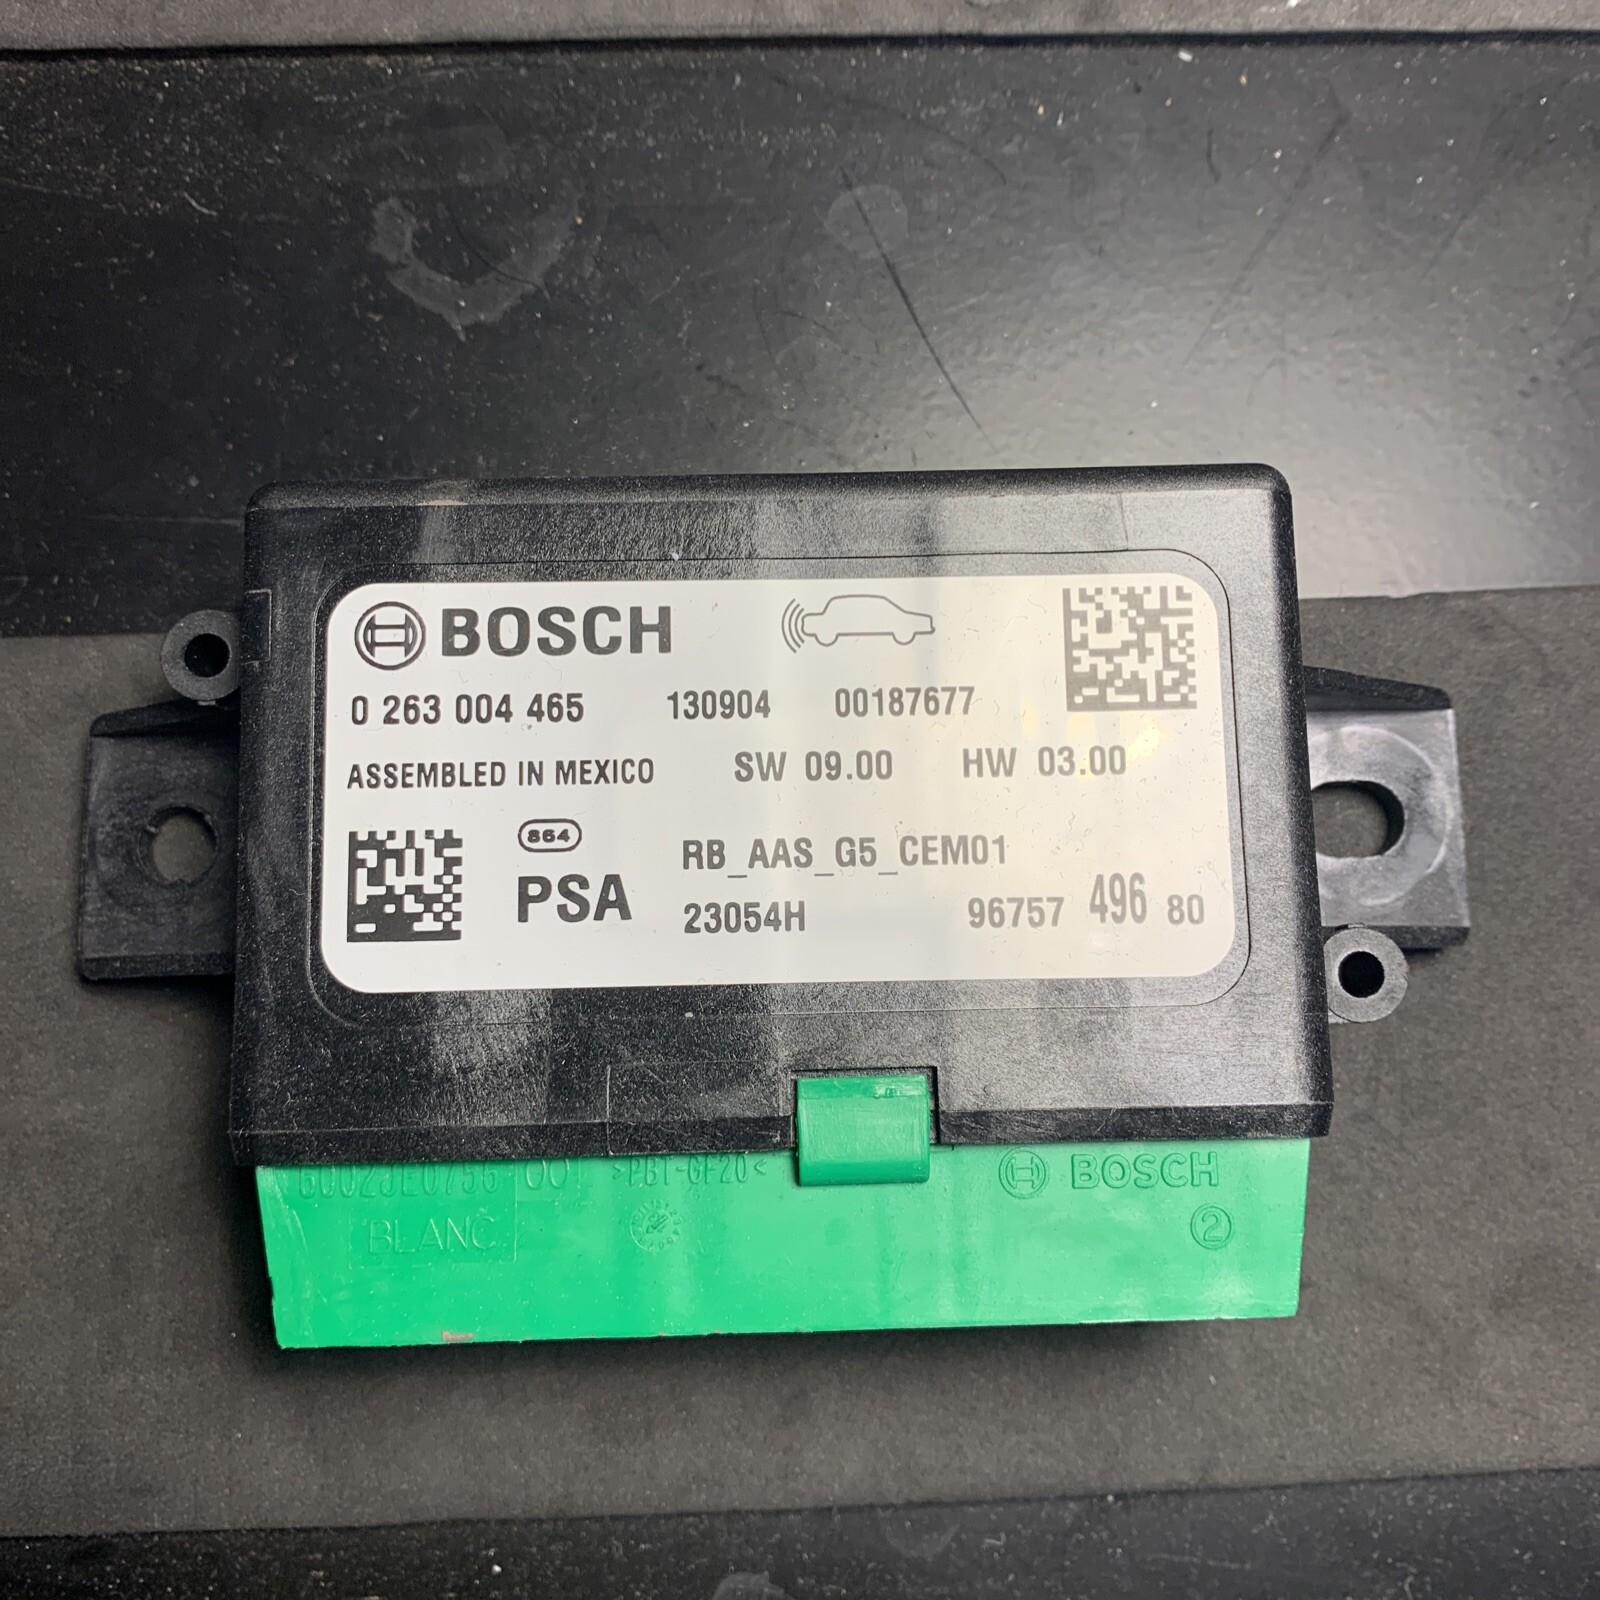 BOSCH
0 263 004 465 130904 00187677
ASSEMBLED IN MEXICO SW 09.00 HW 03.00
864
PSA
RB_AAS_G5_CEM01
23054H 96757 496 80
>PBT-GF20< BOSCH
BLANC 2